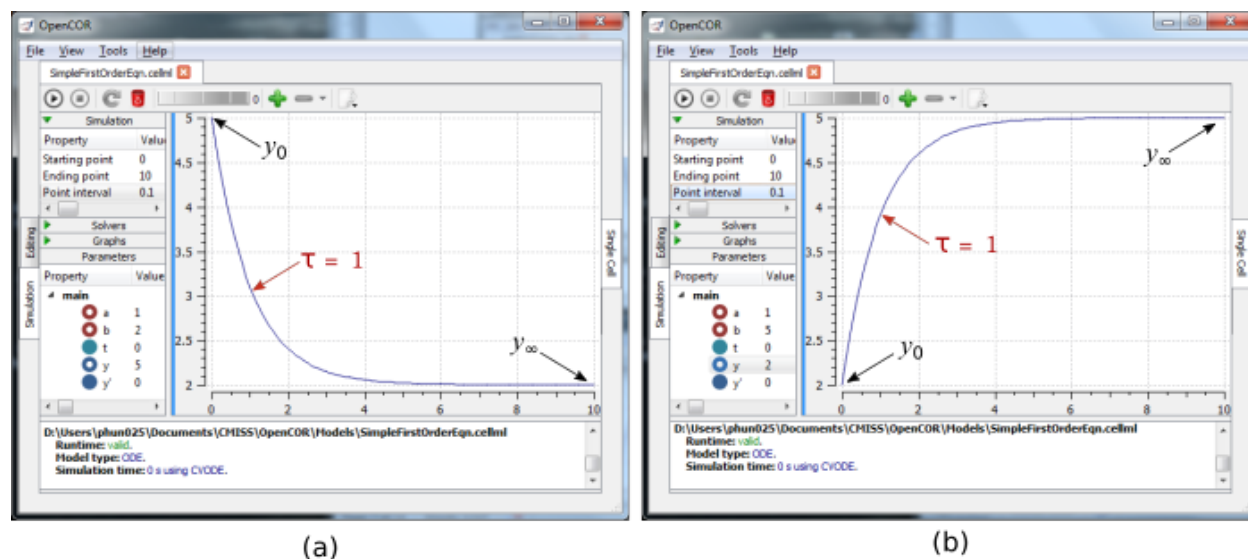 OpenCOR
File View Tools Help
SimpleFirstOrderEqn.cellml
0
Simulation
Property Valu
Starting point 0
Ending point 10
Point interval 0.1
Solvers
Graphs
Parameters
Property Value
main
a 1
b 2
t 0
y 5
y' 0
Editing
Simulation
Single Cell
5
4.5
4
3.5
3
2.5
2
0 2 4 6 8 10
y0
τ = 1
y∞
D:\Users\phun025\Documents\CMISS\OpenCOR\Models\SimpleFirstOrderEqn.cellml
Runtime: valid.
Model type: ODE.
Simulation time: 0 s using CVODE.
(a)
OpenCOR
File View Tools Help
SimpleFirstOrderEqn.cellml
0
Simulation
Property Valu
Starting point 0
Ending point 10
Point interval 0.1
Solvers
Graphs
Parameters
Property Value
main
a 1
b 5
t 0
y 2
y' 0
Editing
Simulation
Single Cell
5
4.5
4
3.5
3
2.5
2
0 2 4 6 8 10
y∞
τ = 1
y0
D:\Users\phun025\Documents\CMISS\OpenCOR\Models\SimpleFirstOrderEqn.cellml
Runtime: valid.
Model type: ODE.
Simulation time: 0 s using CVODE.
(b)